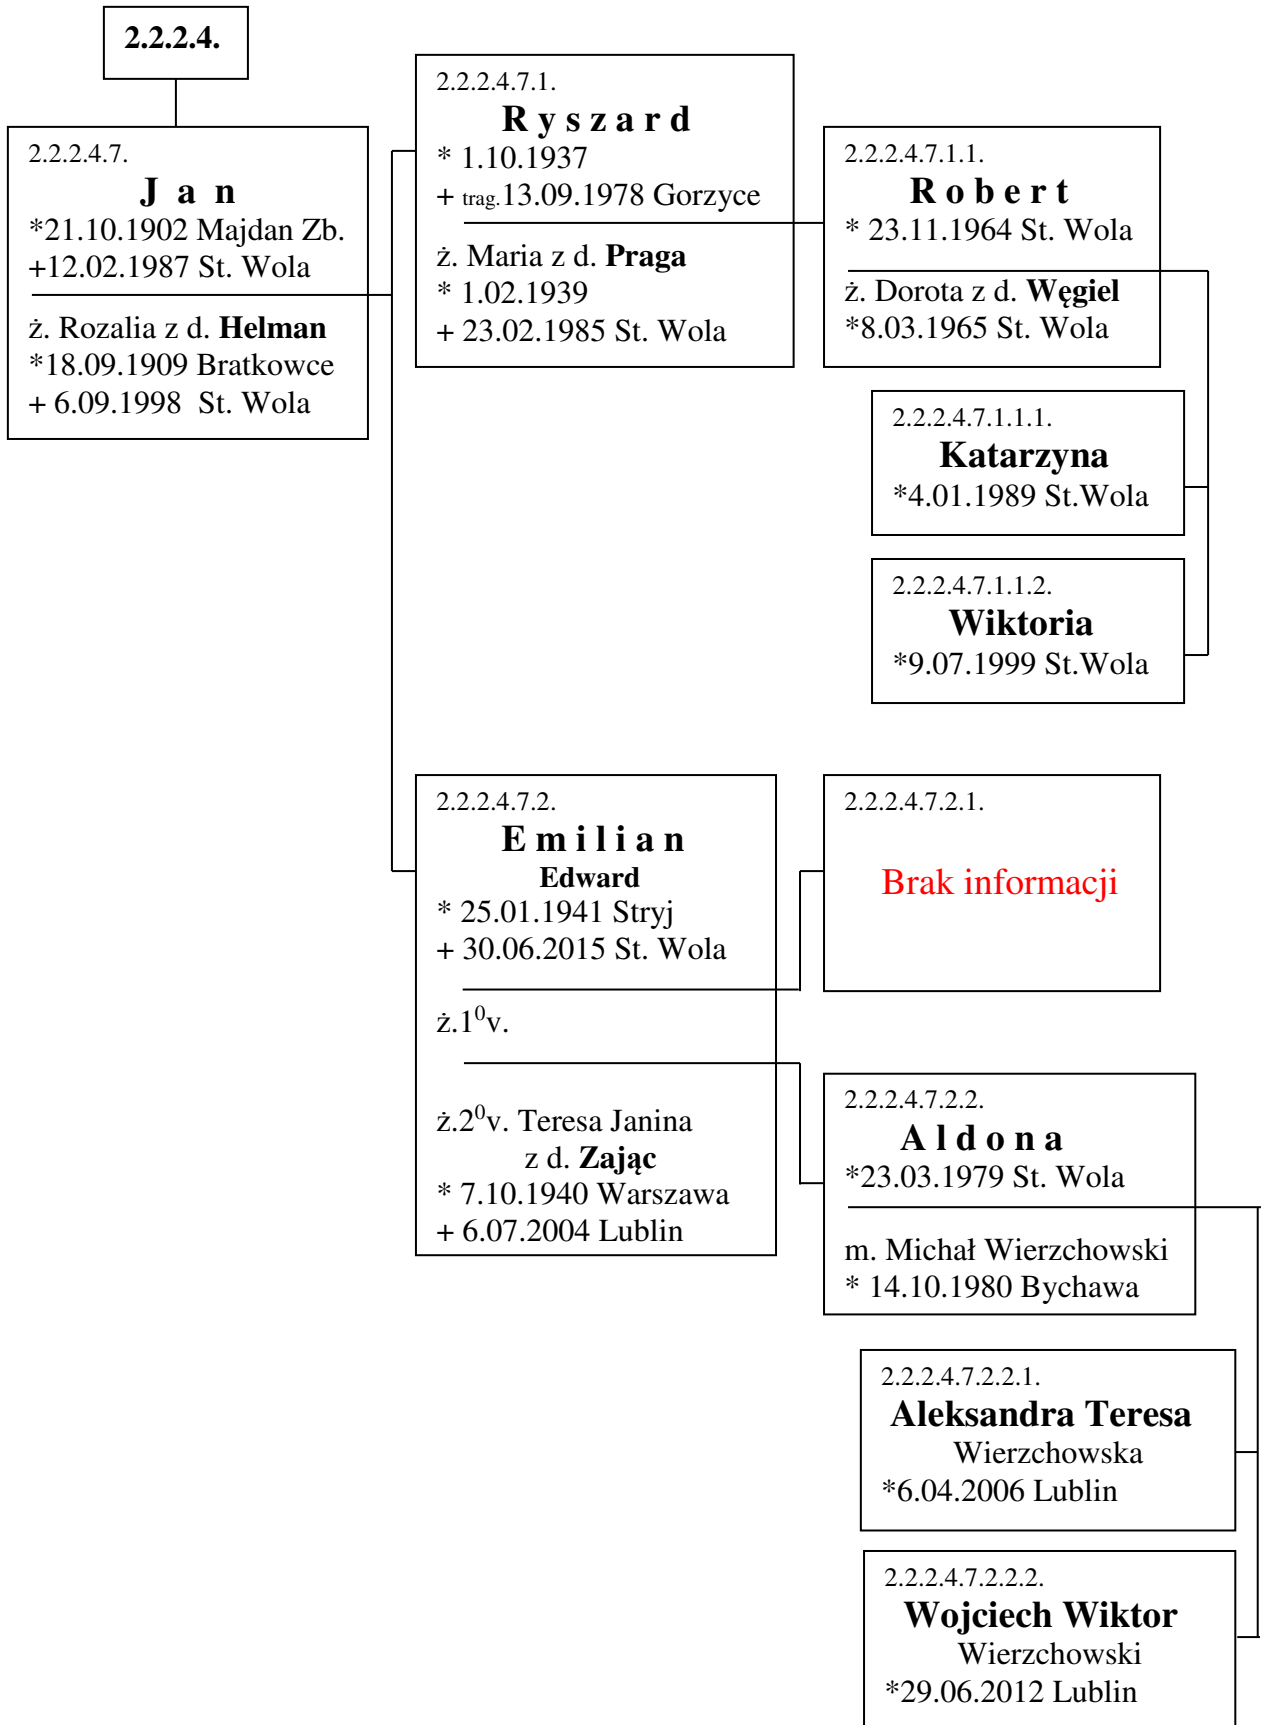 2.2.2.4.
2.2.2.4.7.
J a n
*21.10.1902 Majdan Zb.
+12.02.1987 St. Wola
ż. Rozalia z d. Helman
*18.09.1909 Bratkowce
+ 6.09.1998 St. Wola
2.2.2.4.7.1.
R y s z a r d
* 1.10.1937
+ trag.13.09.1978 Gorzyce
ż. Maria z d. Praga
* 1.02.1939
+ 23.02.1985 St. Wola
2.2.2.4.7.1.1.
R o b e r t
* 23.11.1964 St. Wola
ż. Dorota z d. Węgiel
*8.03.1965 St. Wola
2.2.2.4.7.1.1.1.
Katarzyna
*4.01.1989 St.Wola
2.2.2.4.7.1.1.2.
Wiktoria
*9.07.1999 St.Wola
2.2.2.4.7.2.
E m i l i a n
Edward
* 25.01.1941 Stryj
+ 30.06.2015 St. Wola
ż.1⁰v.
ż.2⁰v. Teresa Janina
z d. Zając
* 7.10.1940 Warszawa
+ 6.07.2004 Lublin
2.2.2.4.7.2.1.
Brak informacji
2.2.2.4.7.2.2.
A l d o n a
*23.03.1979 St. Wola
m. Michał Wierzchowski
* 14.10.1980 Bychawa
2.2.2.4.7.2.2.1.
Aleksandra Teresa
Wierzchowska
*6.04.2006 Lublin
2.2.2.4.7.2.2.2.
Wojciech Wiktor
Wierzchowski
*29.06.2012 Lublin